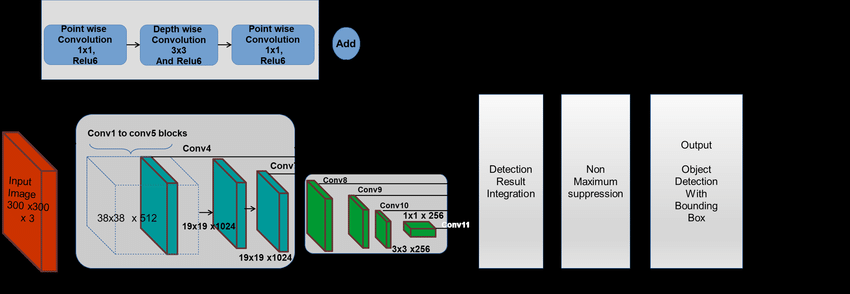 Point wise
Convolution
1x1,
Relu6
Depth wise
Convolution
3x3
And Relu6
Point wise
Convolution
1x1,
Relu6
Add
Conv1 to conv5 blocks
Conv4
Input
Image
300 x300
x 3
38x38 x 512
19x19 x1024
19x19 x1024
Conv8
Conv9
Conv10
1x1 x 256
Conv11
3x3 x256
Detection
Result
Integration
Non
Maximum
suppression
Output
Object
Detection
With
Bounding
Box